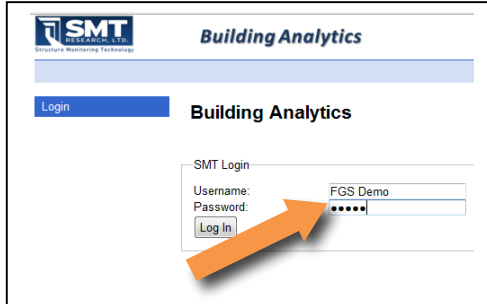 SMT
RESEARCH, LTD.
Structure Monitoring Technology
Building Analytics
Login
Building Analytics
SMT Login
Username: FGS Demo
Password: •••••
Log In